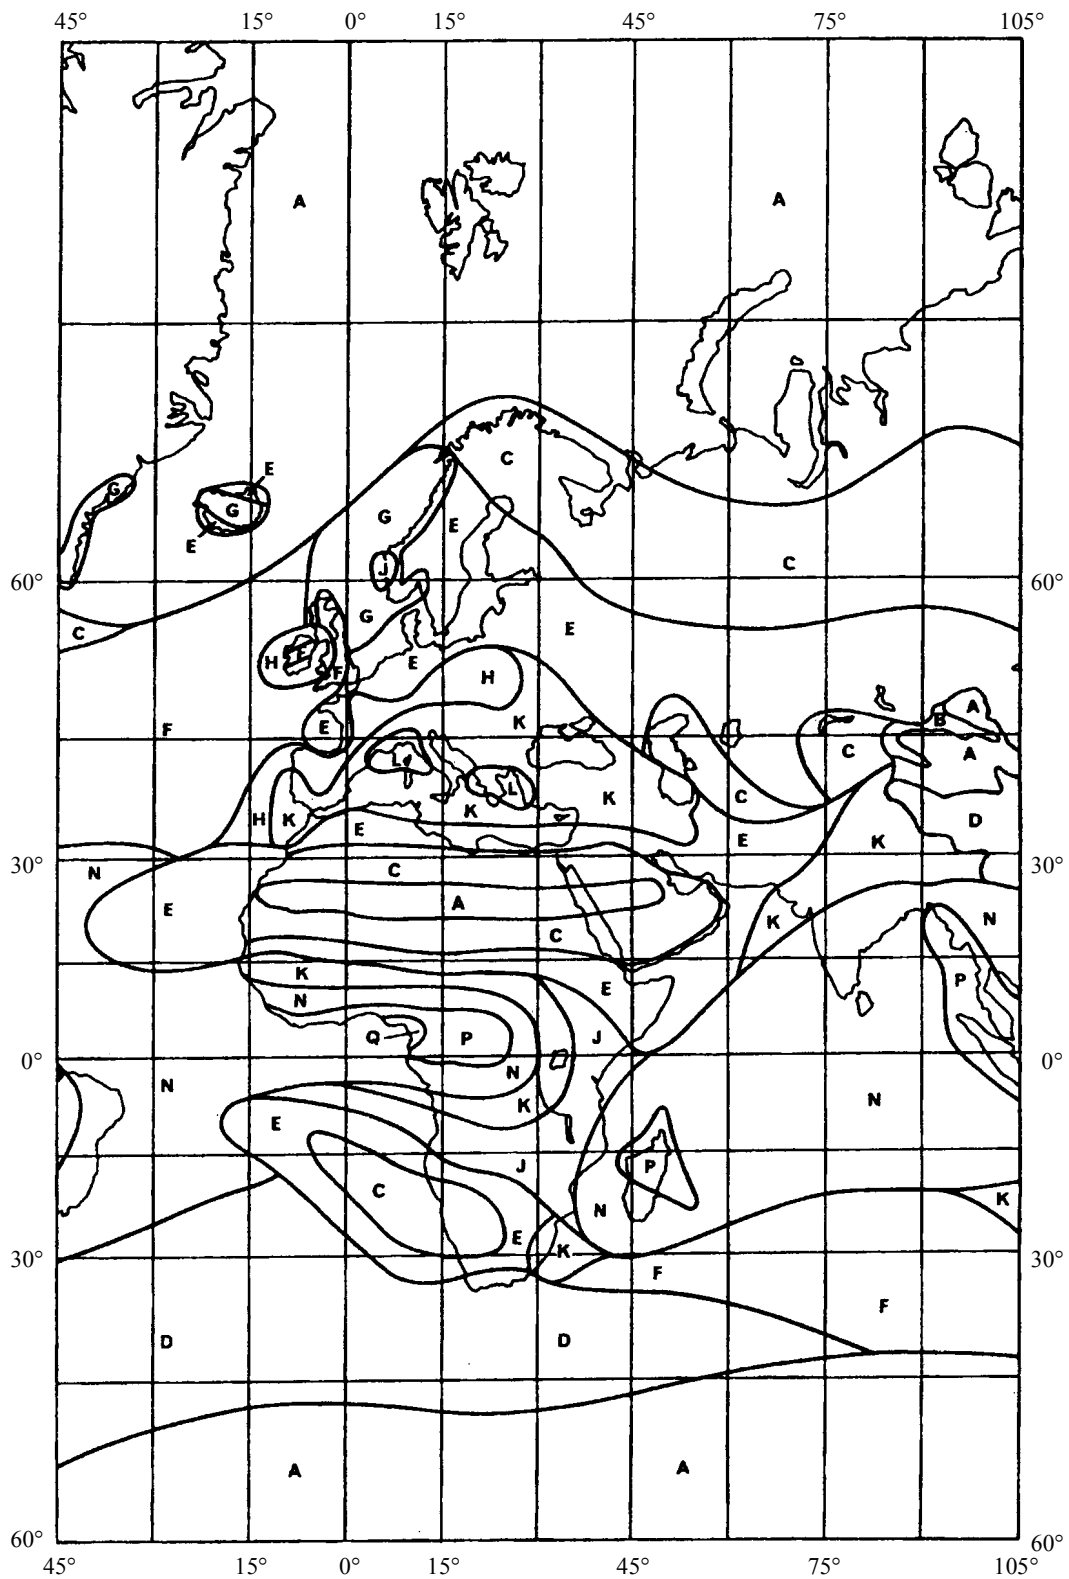 45° 15° 0° 15° 45° 75° 105°
A A
C
E
G G
G E
E
J C
60° 60°
G
C E
H E F E
H
A
F E K B
C A
L
L K C
H K K D
E E K
30° 30°
N C
A N
E K
C
K E P
N
Q P J
0° 0°
N N
K N
E
J P
C K
N
E K
30° 30°
F
F
D D
A A
60° 60°
45° 15° 0° 15° 45° 75° 105°